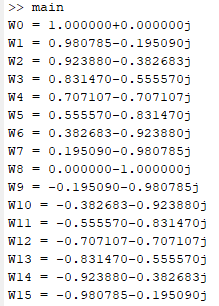 >> main
W0 = 1.000000+0.000000j
W1 = 0.980785-0.195090j
W2 = 0.923880-0.382683j
W3 = 0.831470-0.555570j
W4 = 0.707107-0.707107j
W5 = 0.555570-0.831470j
W6 = 0.382683-0.923880j
W7 = 0.195090-0.980785j
W8 = 0.000000-1.000000j
W9 = -0.195090-0.980785j
W10 = -0.382683-0.923880j
W11 = -0.555570-0.831470j
W12 = -0.707107-0.707107j
W13 = -0.831470-0.555570j
W14 = -0.923880-0.382683j
W15 = -0.980785-0.195090j